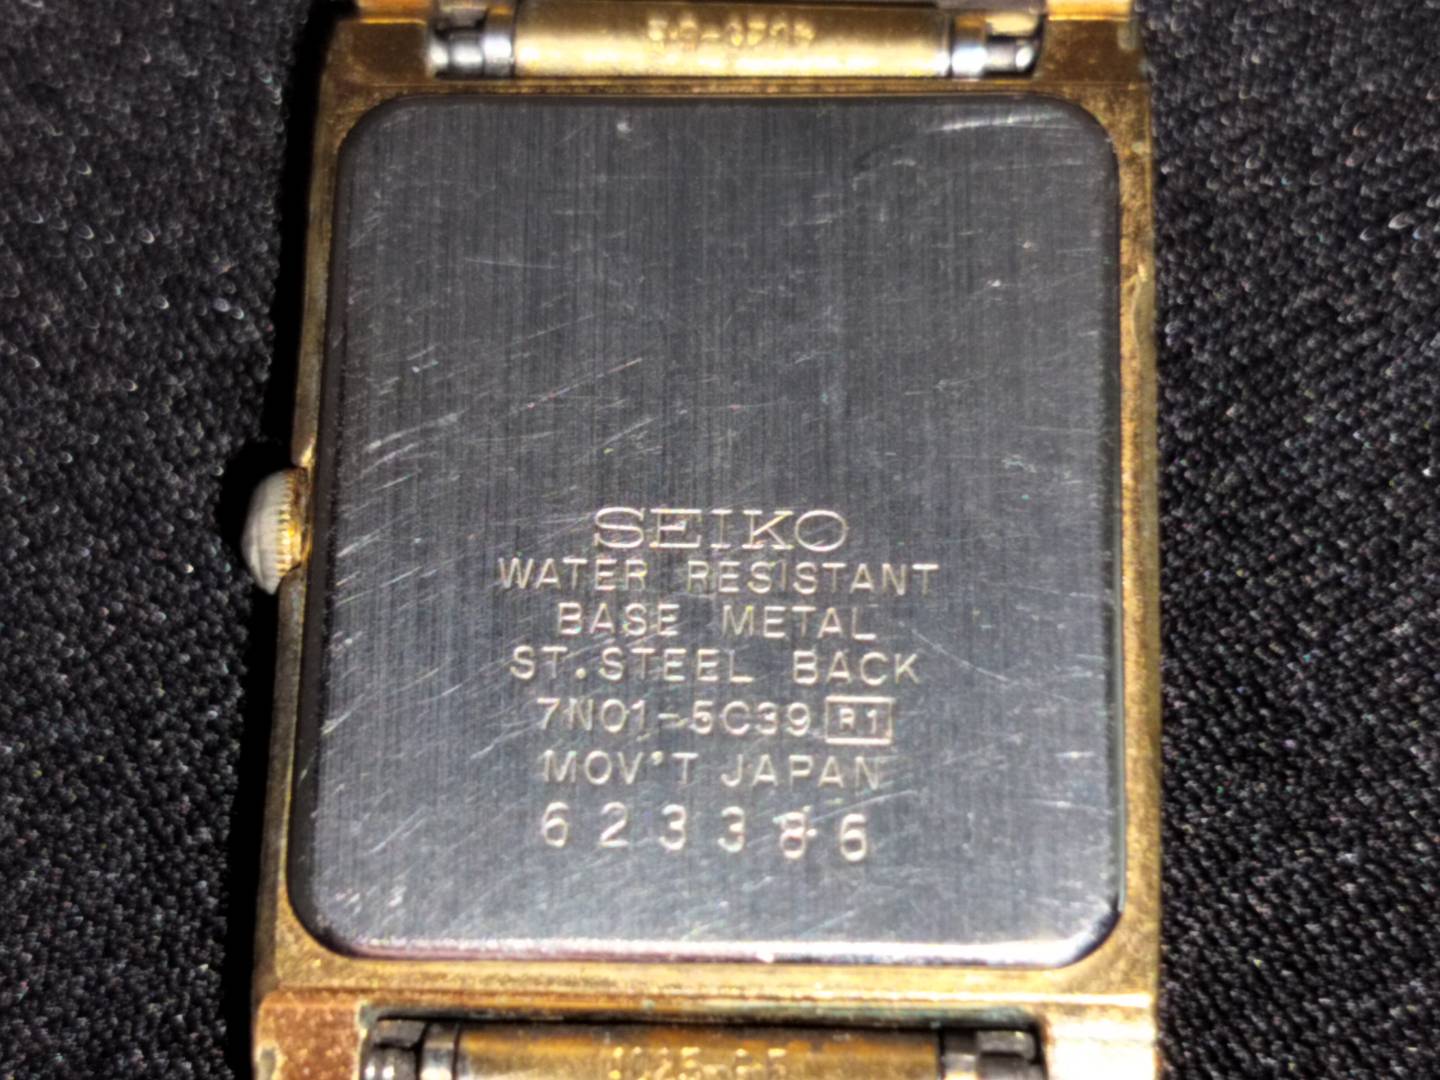 SEIKO
WATER RESISTANT
BASE METAL
ST.STEEL BACK
7N01-5C39 R1
MOV'T JAPAN
623386